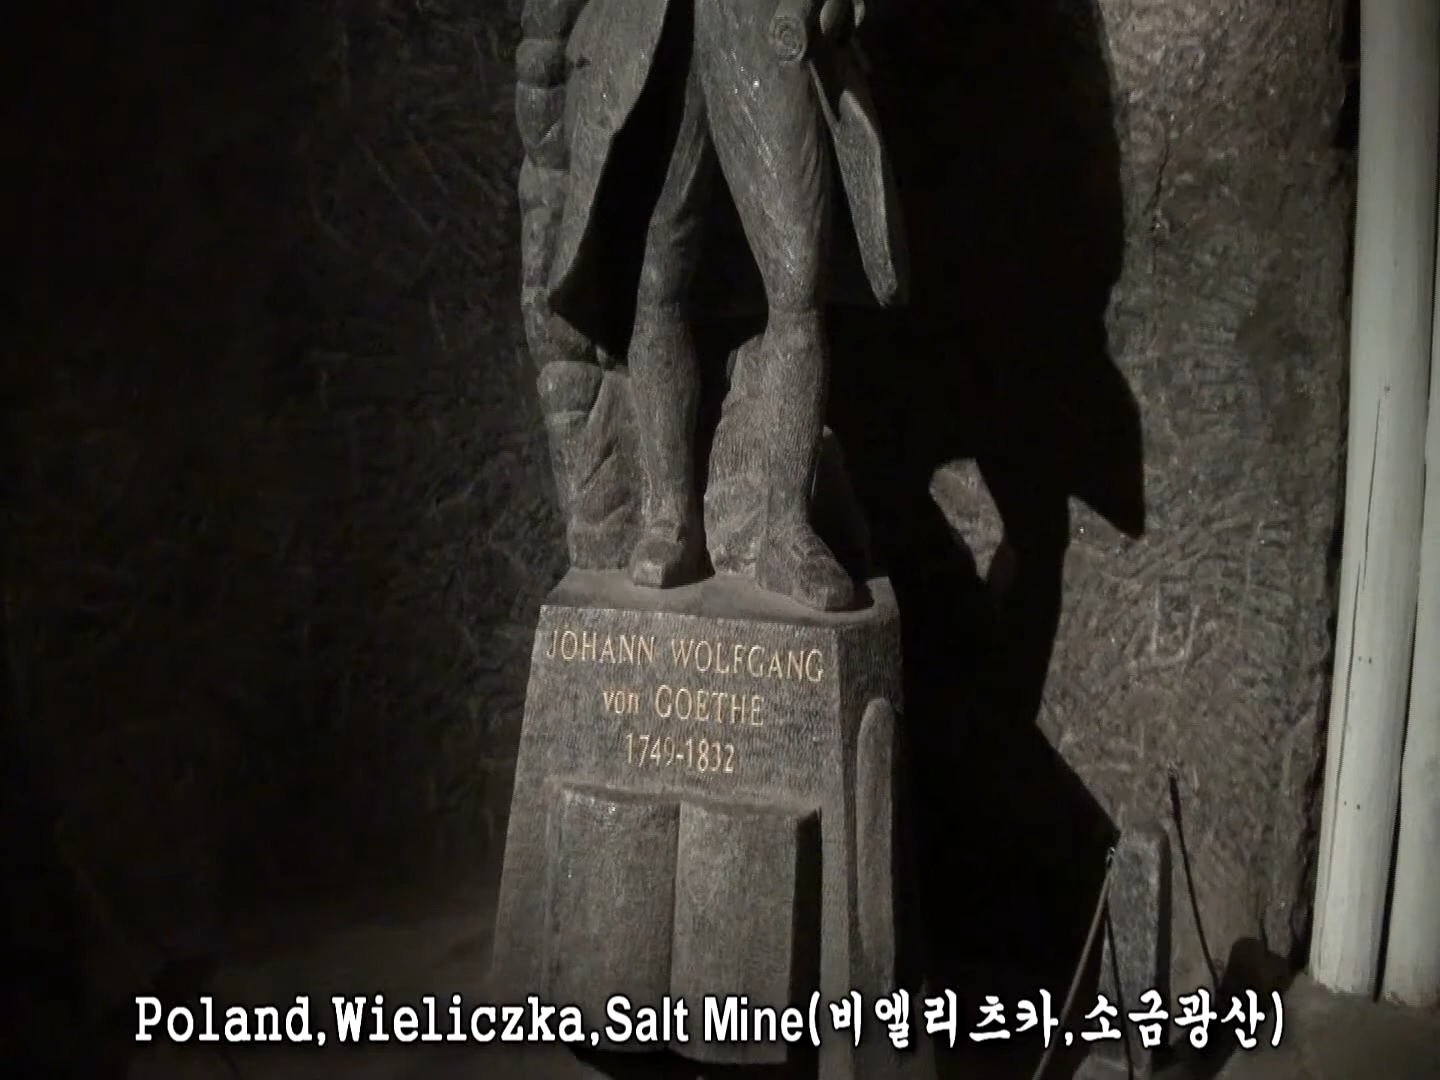 JOHANN WOLFGANG
von GOETHE
1749-1832
Poland,Wieliczka,Salt Mine(비엘리츠카,소금광산)